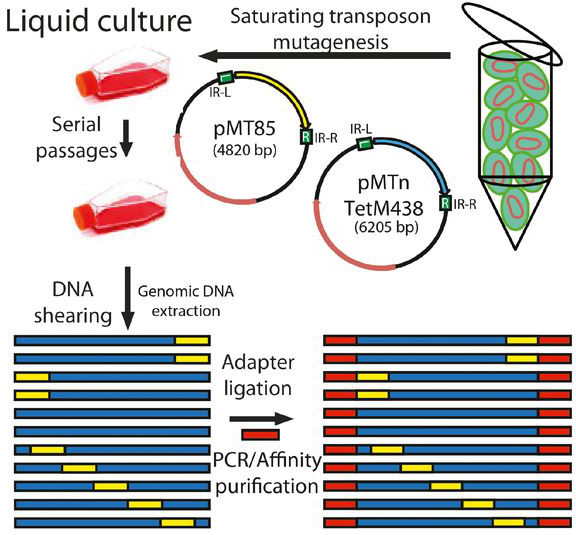 Liquid culture
Saturating transposon
mutagenesis
IR-L
pMT85
(4820 bp)
R IR-R
IR-L
pMTn
TetM438
(6205 bp)
R IR-R
Serial
passages
DNA
shearing
Genomic DNA
extraction
Adapter
ligation
PCR/Affinity
purification